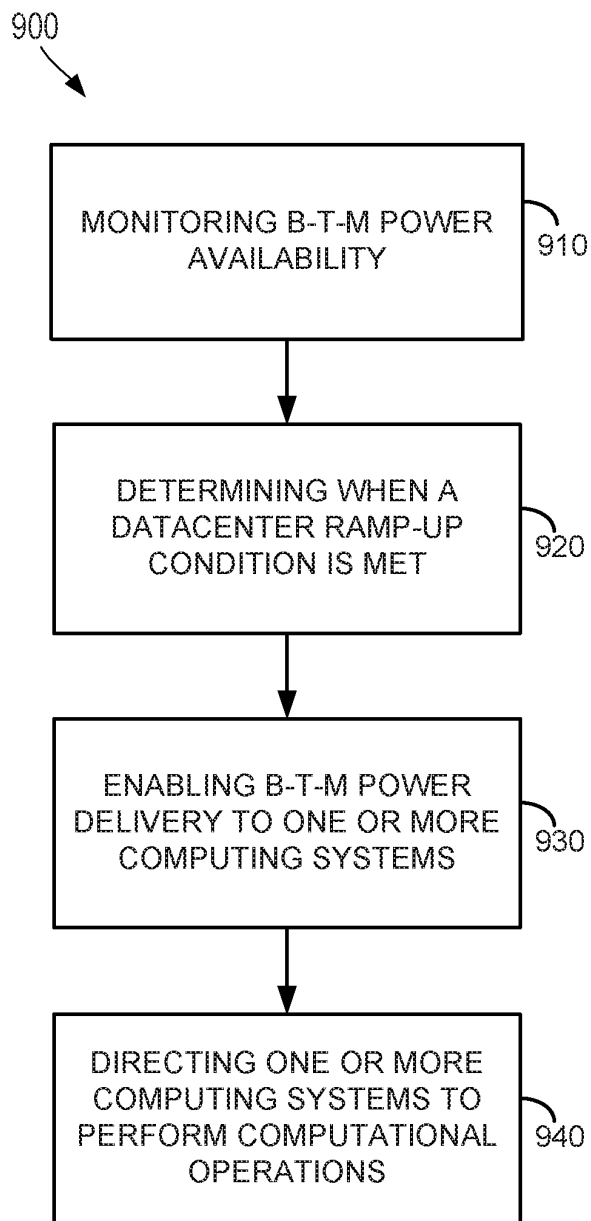 900
MONITORING B-T-M POWER
AVAILABILITY
910
DETERMINING WHEN A
DATACENTER RAMP-UP
CONDITION IS MET
920
ENABLING B-T-M POWER
DELIVERY TO ONE OR MORE
COMPUTING SYSTEMS
930
DIRECTING ONE OR MORE
COMPUTING SYSTEMS TO
PERFORM COMPUTATIONAL
OPERATIONS
940